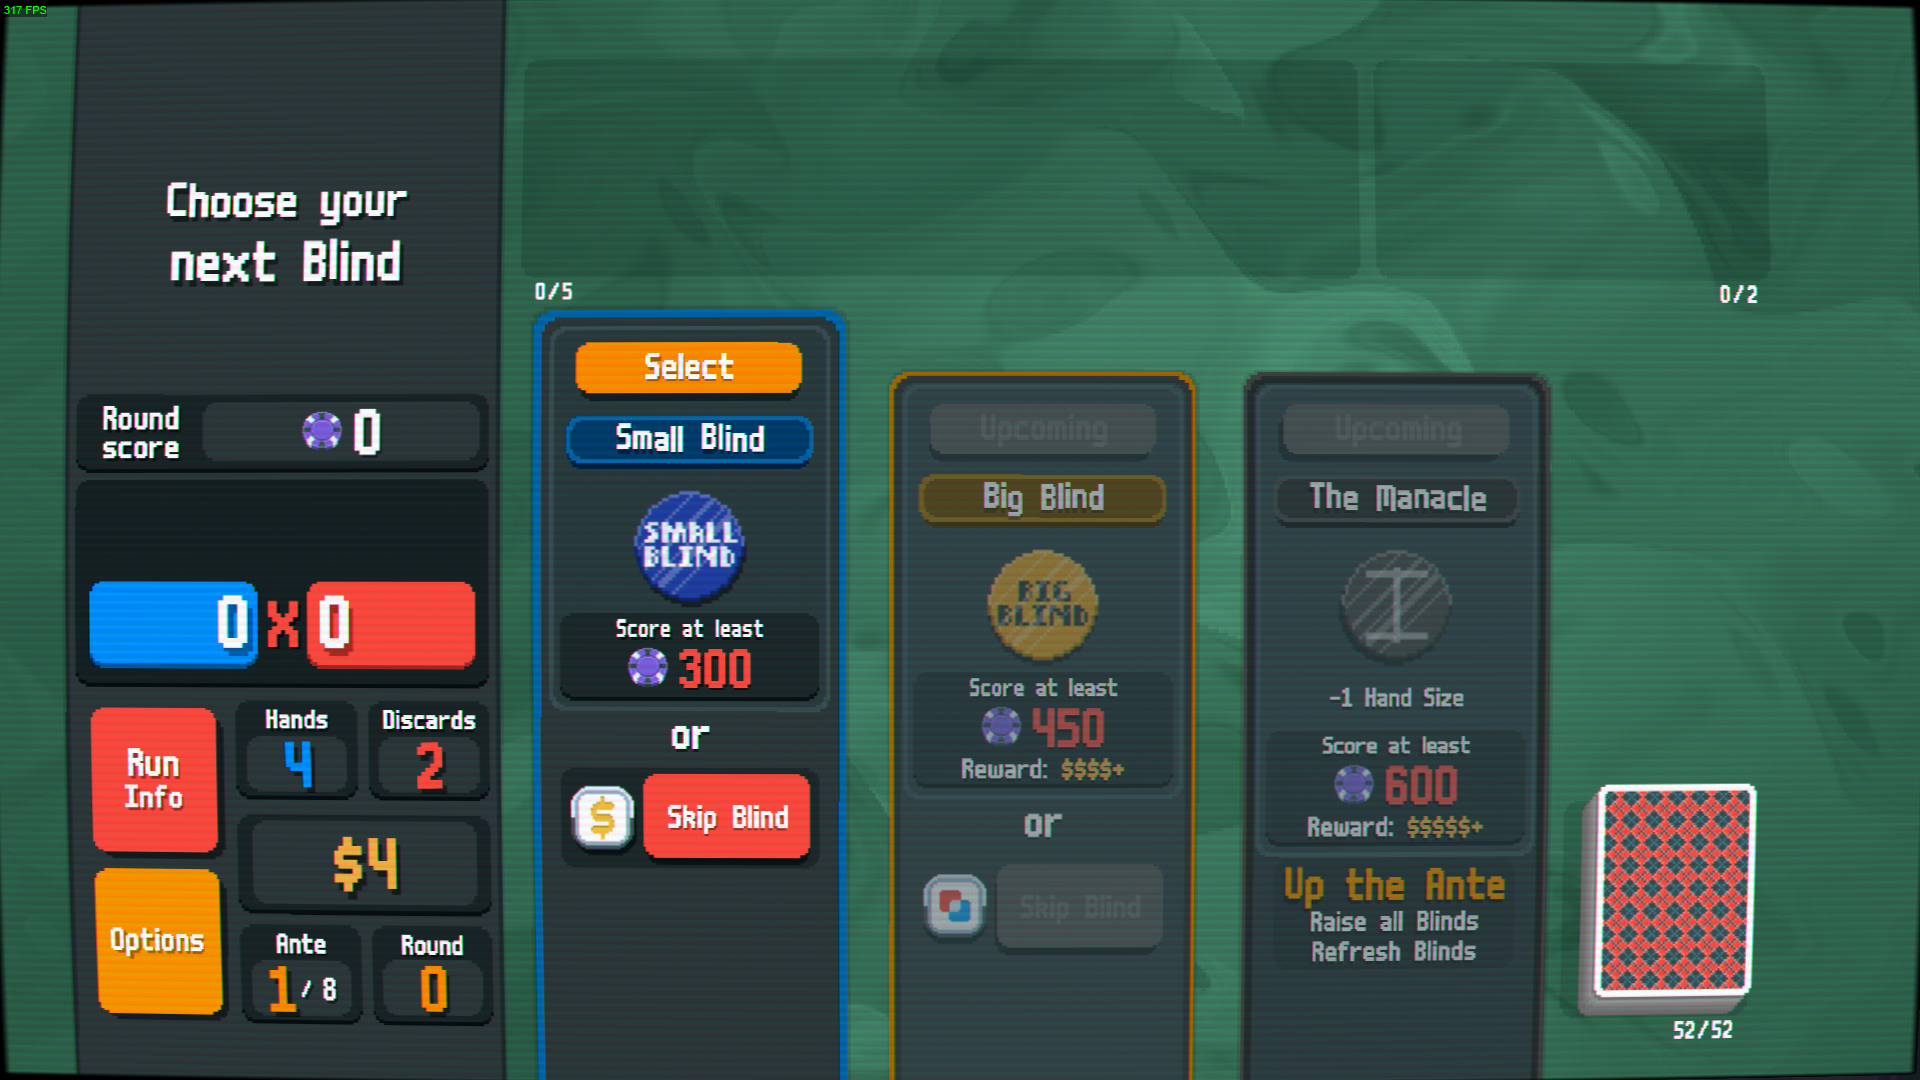 317 FPS
Choose your
next Blind
Round
score
0
0 X 0
Run
Info
Hands
4
Discards
2
$4
Options
Ante
1 / 8
Round
0
0/5
0/2
Select
Small Blind
SMALL
BLIND
Score at least
300
or
$
Skip Blind
Upcoming
Big Blind
BIG
BLIND
Score at least
450
Reward: $$$$+
or
Skip Blind
Upcoming
The Manacle
-1 Hand Size
Score at least
600
Reward: $$$$$+
Up the Ante
Raise all Blinds
Refresh Blinds
52/52